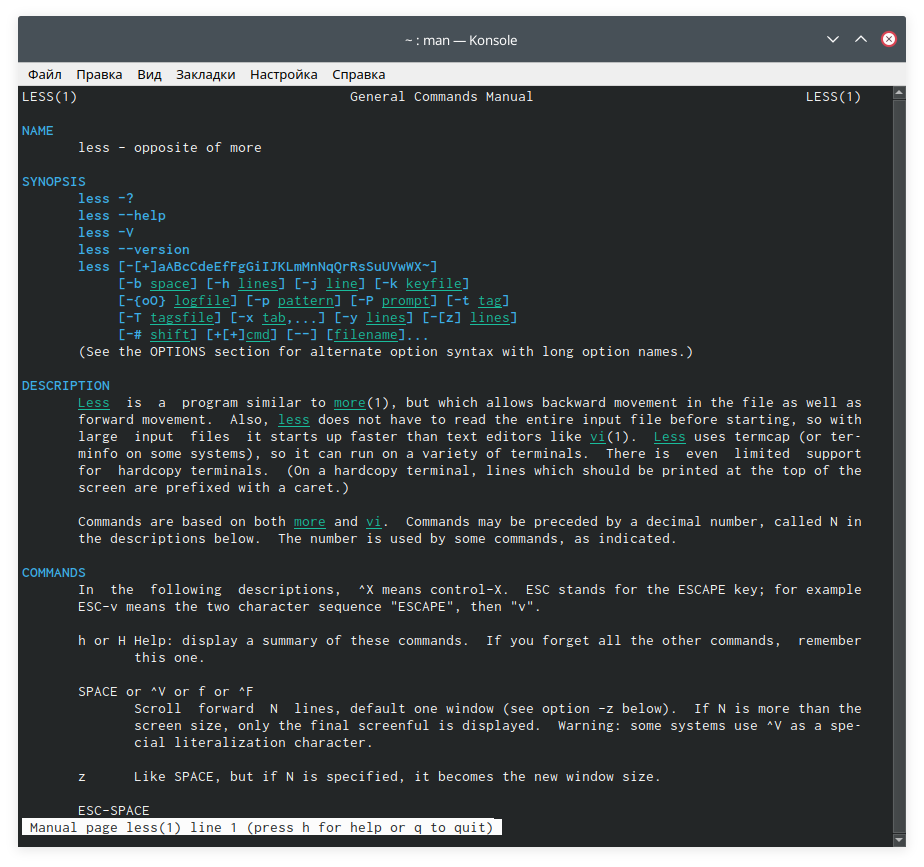 ~ : man — Konsole
Файл Правка Вид Закладки Настройка Справка
LESS(1) General Commands Manual LESS(1)
NAME
less - opposite of more
SYNOPSIS
less -?
less --help
less -V
less --version
less [-[+]aABcCdeEfFgGiIJKLmMnNqQrRsSuUVwWX~]
[-b space] [-h lines] [-j line] [-k keyfile]
[-{oO} logfile] [-p pattern] [-P prompt] [-t tag]
[-T tagsfile] [-x tab,...] [-y lines] [-[z] lines]
[-# shift] [+[+]cmd] [--] [filename]...
(See the OPTIONS section for alternate option syntax with long option names.)
DESCRIPTION
Less is a program similar to more(1), but which allows backward movement in the file as well as
forward movement. Also, less does not have to read the entire input file before starting, so with
large input files it starts up faster than text editors like vi(1). Less uses termcap (or ter-
minfo on some systems), so it can run on a variety of terminals. There is even limited support
for hardcopy terminals. (On a hardcopy terminal, lines which should be printed at the top of the
screen are prefixed with a caret.)
Commands are based on both more and vi. Commands may be preceded by a decimal number, called N in
the descriptions below. The number is used by some commands, as indicated.
COMMANDS
In the following descriptions, ^X means control-X. ESC stands for the ESCAPE key; for example
ESC-v means the two character sequence "ESCAPE", then "v".
h or H Help: display a summary of these commands. If you forget all the other commands, remember
this one.
SPACE or ^V or f or ^F
Scroll forward N lines, default one window (see option -z below). If N is more than the
screen size, only the final screenful is displayed. Warning: some systems use ^V as a spe-
cial literalization character.
z Like SPACE, but if N is specified, it becomes the new window size.
ESC-SPACE
Manual page less(1) line 1 (press h for help or q to quit)